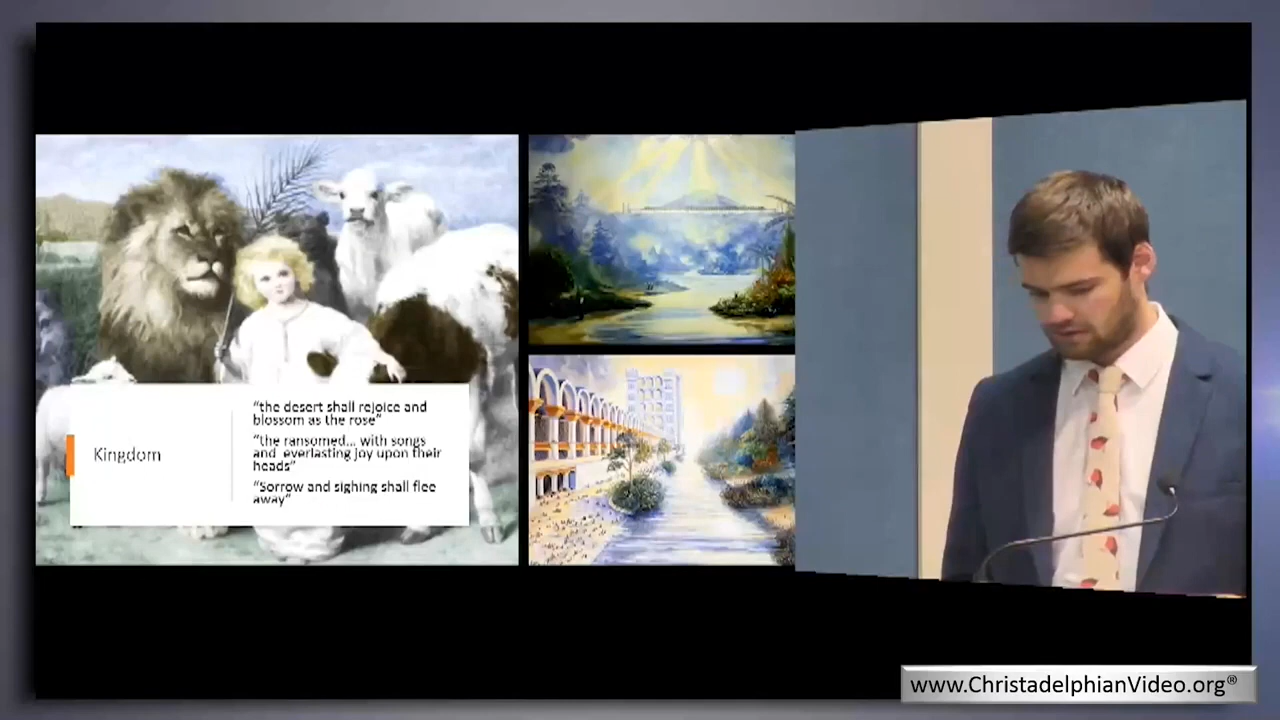 Kingdom
“the desert shall rejoice and
blossom as the rose”
“the ransomed... with songs
and everlasting joy upon their
heads”
“Sorrow and sighing shall flee
away”
www.ChristadelphianVideo.org®